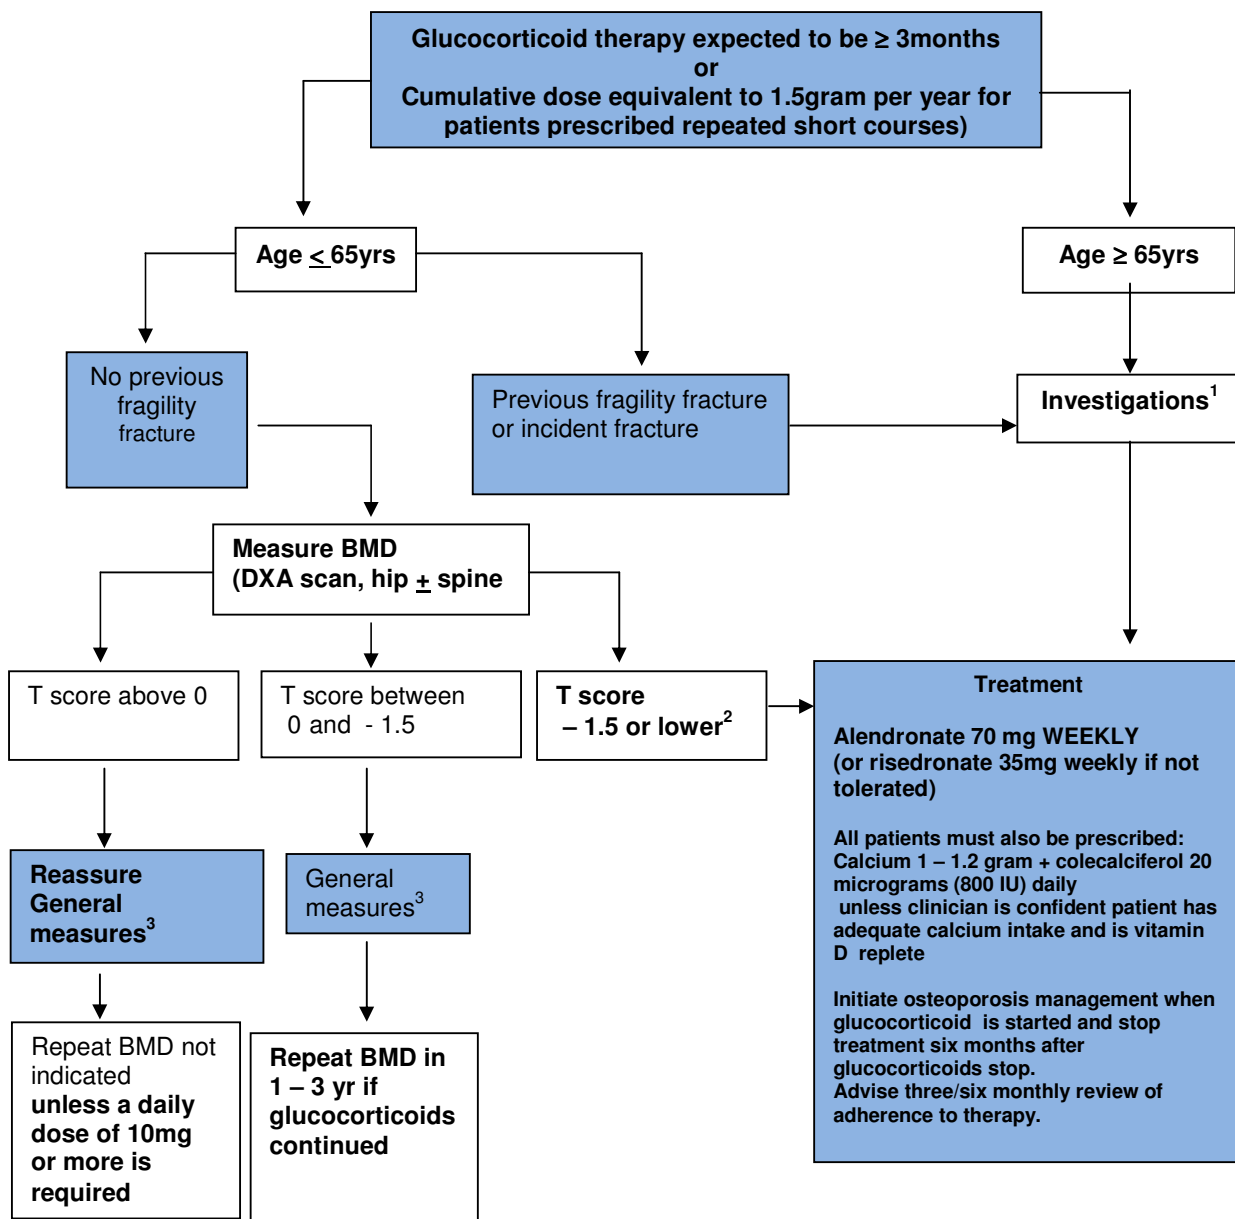 Glucocorticoid therapy expected to be ≥ 3months
or
Cumulative dose equivalent to 1.5gram per year for
patients prescribed repeated short courses)
Age < 65yrs
Age ≥ 65yrs
No previous
fragility
fracture
Previous fragility fracture
or incident fracture
Investigations1
Measure BMD
(DXA scan, hip + spine
T score above 0
T score between
0 and - 1.5
T score
– 1.5 or lower2
Reassure
General
measures3
General
measures3
Repeat BMD not
indicated
unless a daily
dose of 10mg
or more is
required
Repeat BMD in
1 – 3 yr if
glucocorticoids
continued
Treatment
Alendronate 70 mg WEEKLY
(or risedronate 35mg weekly if not
tolerated)
All patients must also be prescribed:
Calcium 1 – 1.2 gram + colecalciferol 20
micrograms (800 IU) daily
unless clinician is confident patient has
adequate calcium intake and is vitamin
D replete
Initiate osteoporosis management when
glucocorticoid is started and stop
treatment six months after
glucocorticoids stop.
Advise three/six monthly review of
adherence to therapy.